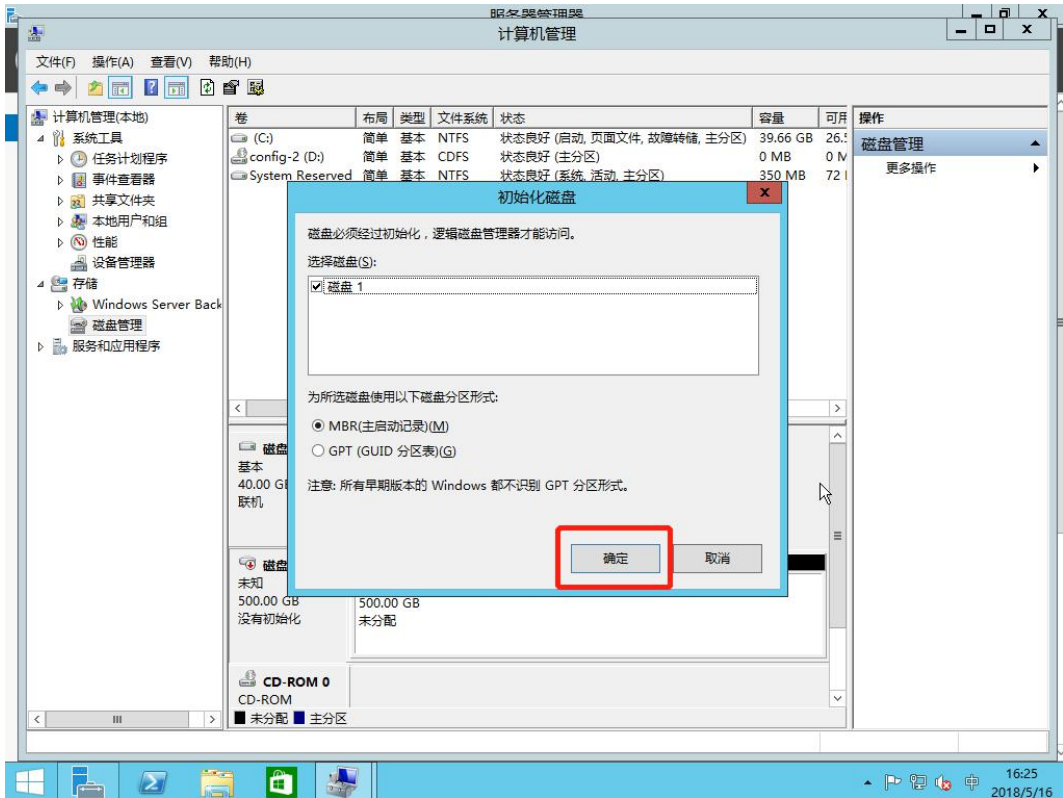 服务器管理器
计算机管理
文件(F) 操作(A) 查看(V) 帮助(H)
计算机管理(本地)
系统工具
任务计划程序
事件查看器
共享文件夹
本地用户和组
性能
设备管理器
存储
Windows Server Back
磁盘管理
服务和应用程序
卷 布局 类型 文件系统 状态 容量 可用
(C:) 简单 基本 NTFS 状态良好 (启动, 页面文件, 故障转储, 主分区) 39.66 GB 26.5
config-2 (D:) 简单 基本 CDFS 状态良好 (主分区) 0 MB 0 M
System Reserved 简单 基本 NTFS 状态良好 (系统, 活动, 主分区) 350 MB 72
操作
磁盘管理
更多操作
初始化磁盘
磁盘必须经过初始化，逻辑磁盘管理器才能访问。
选择磁盘(S):
磁盘 1
为所选磁盘使用以下磁盘分区形式:
MBR(主启动记录)(M)
GPT (GUID 分区表)(G)
注意: 所有早期版本的 Windows 都不识别 GPT 分区形式。
确定 取消
磁盘
基本
40.00 GB
联机
磁盘
未知
500.00 GB
没有初始化
500.00 GB
未分配
CD-ROM 0
CD-ROM
未分配 主分区
中
16:25
2018/5/16